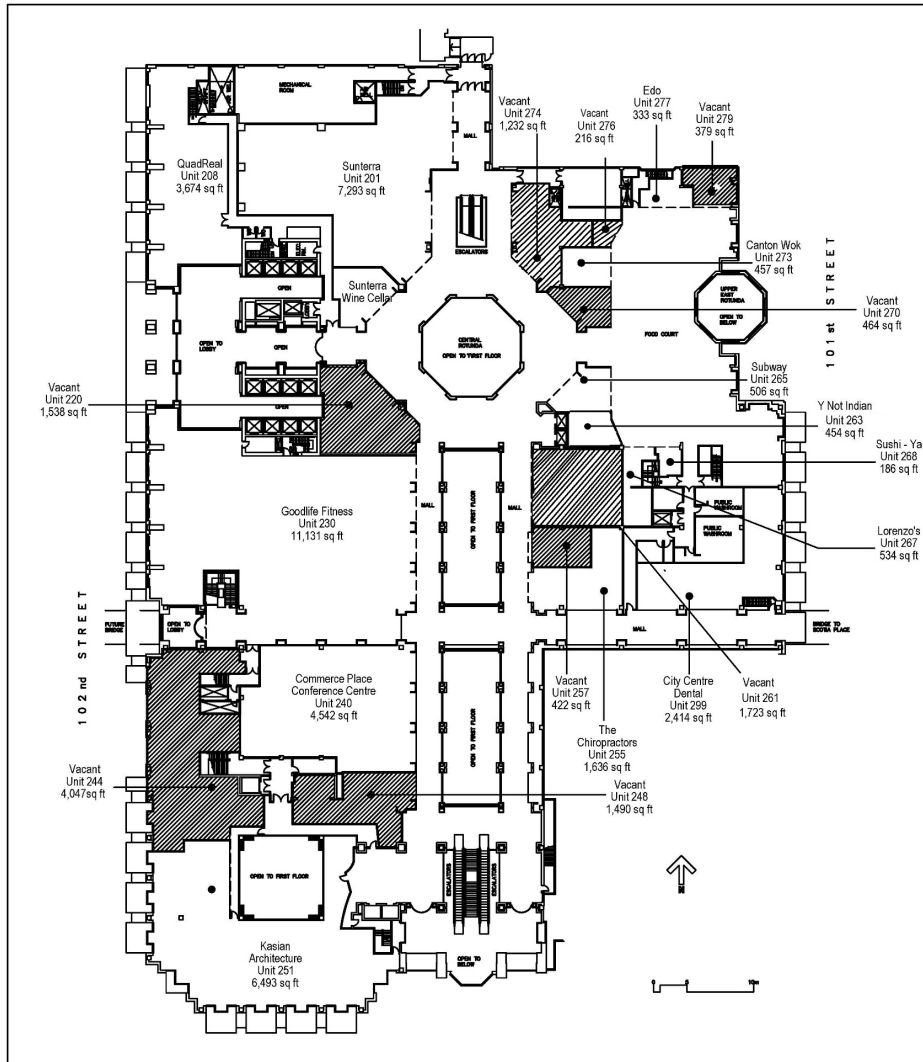 Vacant
Unit 274
1,232 sq ft
Vacant
Unit 276
216 sq ft
Edo
Unit 277
333 sq ft
Vacant
Unit 279
379 sq ft
MECHANICAL
ROOM
MALL
QuadReal
Unit 208
3,674 sq ft
Sunterra
Unit 201
7,293 sq ft
ESCALATORS
Canton Wok
Unit 273
457 sq ft
101st STREET
OPEN
Sunterra
Wine Cellar
UPPER
EAST
ROTUNDA
OPEN TO
BELOW
Vacant
Unit 270
464 sq ft
OPEN TO
LOBBY
OPEN
CENTRAL
ROTUNDA
OPEN TO FIRST FLOOR
FOOD COURT
Subway
Unit 265
506 sq ft
Vacant
Unit 220
1,538 sq ft
OPEN
Y Not Indian
Unit 263
454 sq ft
Sushi - Ya
Unit 268
186 sq ft
Goodlife Fitness
Unit 230
11,131 sq ft
MALL
OPEN TO FIRST FLOOR
MALL
PUBLIC
WASHROOM
PUBLIC
WASHROOM
Lorenzo's
Unit 267
534 sq ft
102nd STREET
FUTURE
BRIDGE
OPEN TO
LOBBY
MALL
BRIDGE TO
SCOTIA PLACE
Commerce Place
Conference Centre
Unit 240
4,542 sq ft
OPEN TO FIRST FLOOR
Vacant
Unit 257
422 sq ft
City Centre
Dental
Unit 299
2,414 sq ft
Vacant
Unit 261
1,723 sq ft
The
Chiropractors
Unit 255
1,636 sq ft
Vacant
Unit 244
4,047sq ft
Vacant
Unit 248
1,490 sq ft
OPEN TO FIRST FLOOR
ESCALATORS
ESCALATORS
Kasian
Architecture
Unit 251
6,493 sq ft
OPEN TO
BELOW
0
5
10m